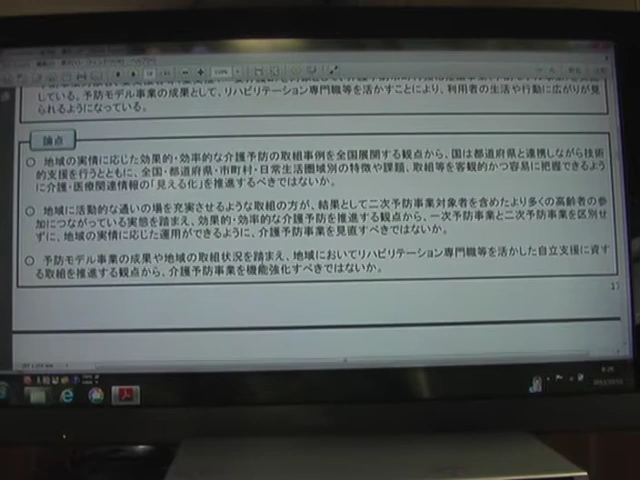 している。予防モデル事業の成果として、リハビリテーション専門職等を活かすことにより、利用者の生活や行動に広がりが見
られるようになっている。
論点
○ 地域の実情に応じた効果的・効率的な介護予防の取組事例を全国展開する観点から、国は都道府県と連携しながら技術
的支援を行うとともに、全国・都道府県・市町村・日常生活圏域別の特徴や課題、取組等を客観的かつ容易に把握できるよう
に介護・医療関連情報の「見える化」を推進するべきではないか。
○ 地域に活動的な通いの場を充実させるような取組の方が、結果として二次予防事業対象者を含めたより多くの高齢者の参
加につながっている実態を踏まえ、効果的・効率的な介護予防を推進する観点から、一次予防事業と二次予防事業を区別せ
ずに、地域の実情に応じた運用ができるように、介護予防事業を見直すべきではないか。
○ 予防モデル事業の成果や地域の取組状況を踏まえ、地域においてリハビリテーション専門職等を活かした自立支援に資す
る取組を推進する観点から、介護予防事業を機能強化すべきではないか。
17